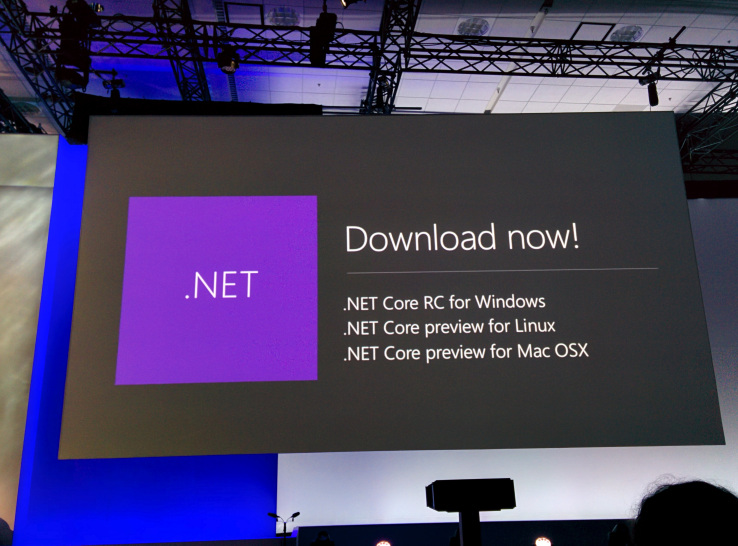 .NET
Download now!
.NET Core RC for Windows
.NET Core preview for Linux
.NET Core preview for Mac OSX